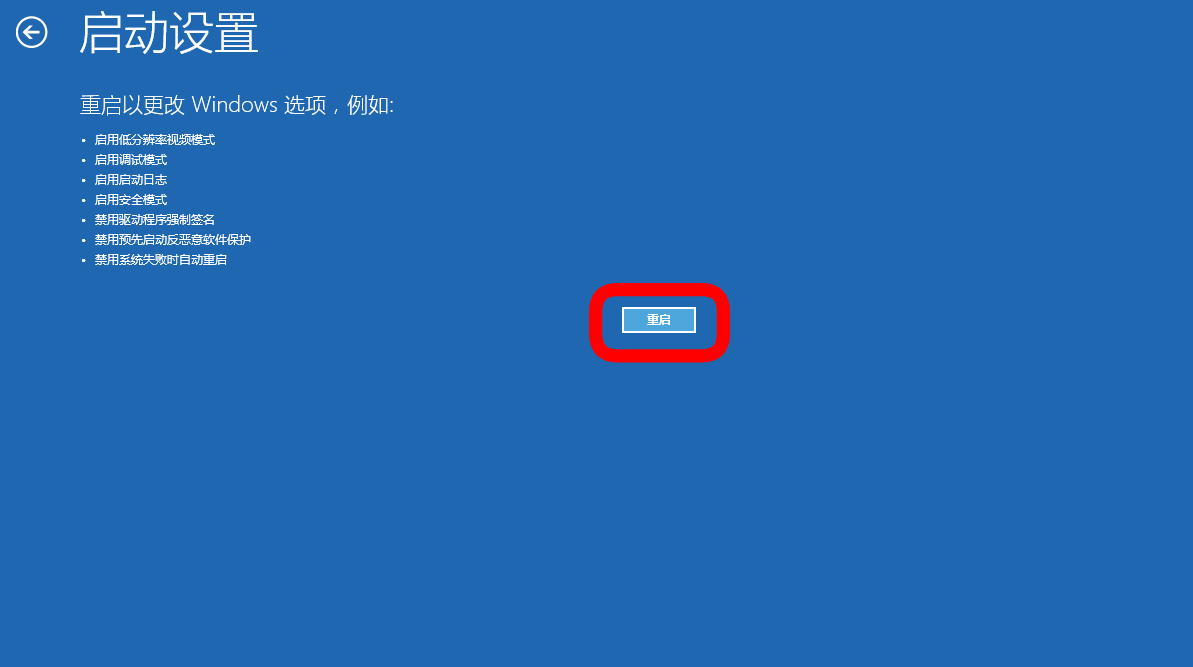 启动设置
重启以更改 Windows 选项，例如:
启用低分辨率视频模式
启用调试模式
启用启动日志
启用安全模式
禁用驱动程序强制签名
禁用预先启动反恶意软件保护
禁用系统失败时自动重启
重启